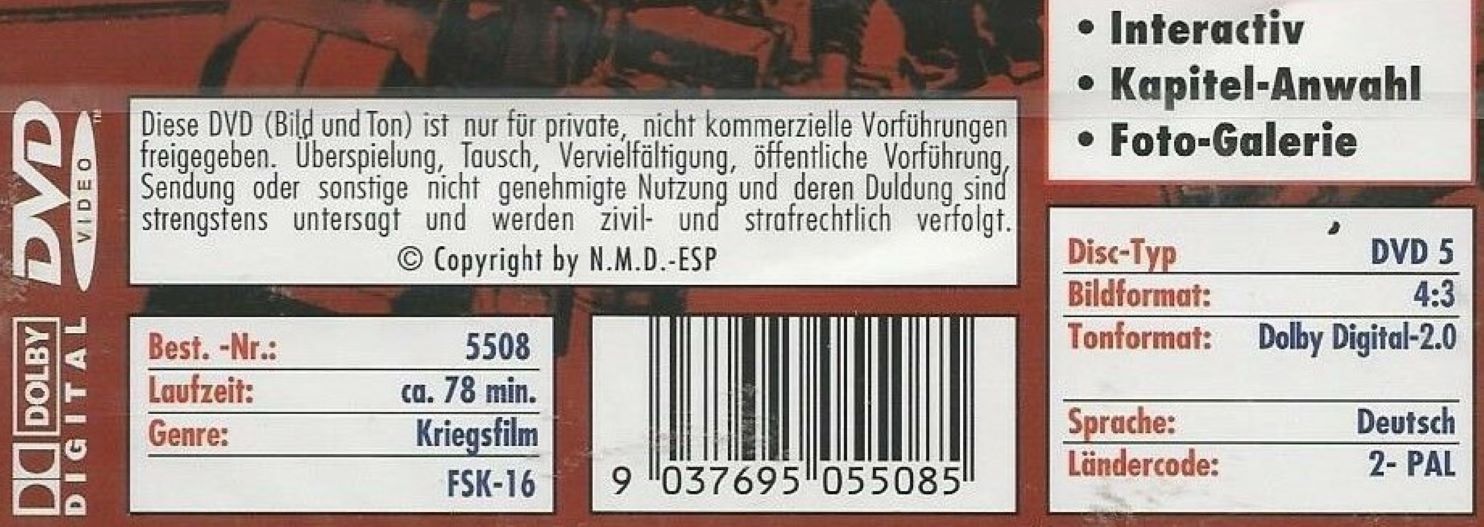 • Interactiv
• Kapitel-Anwahl
• Foto-Galerie
DVD
VIDEO
TM
Diese DVD (Bild und Ton) ist nur für private, nicht kommerzielle Vorführungen
freigegeben. Überspielung, Tausch, Vervielfältigung, öffentliche Vorführung,
Sendung oder sonstige nicht genehmigte Nutzung und deren Duldung sind
strengstens untersagt und werden zivil- und strafrechtlich verfolgt.
© Copyright by N.M.D.-ESP
Disc-Typ DVD 5
Bildformat: 4:3
Tonformat: Dolby Digital-2.0
Sprache: Deutsch
Ländercode: 2- PAL
DOLBY
DIGITAL
Best. -Nr.: 5508
Laufzeit: ca. 78 min.
Genre: Kriegsfilm
FSK-16
9 037695 055085